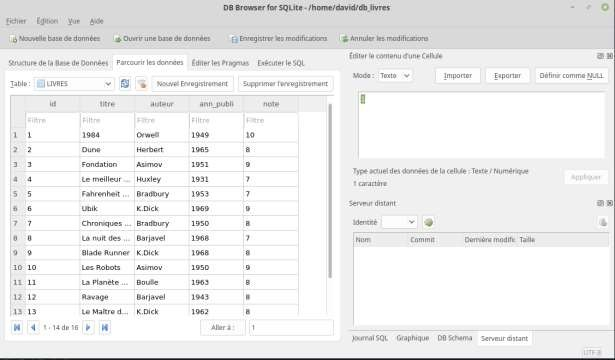 DB Browser for SQLite - /home/david/db_livres
Fichier Édition Vue Aide
Nouvelle base de données Ouvrir une base de données Enregistrer les modifications Annuler les modifications
Structure de la Base de Données Parcourir les données Éditer les Pragmas Exécuter le SQL
Table : LIVRES Nouvel Enregistrement Supprimer l'enregistrement
id titre auteur ann_publi note
Filtre Filtre Filtre Filtre Filtre
1 1 1984 Orwell 1949 10
2 2 Dune Herbert 1965 8
3 3 Fondation Asimov 1951 9
4 4 Le meilleur ... Huxley 1931 7
5 5 Fahrenheit ... Bradbury 1953 7
6 6 Ubik K.Dick 1969 9
7 7 Chroniques ... Bradbury 1950 8
8 8 La nuit des ... Barjavel 1968 7
9 9 Blade Runner K.Dick 1968 8
10 10 Les Robots Asimov 1950 9
11 11 La Planète ... Boulle 1963 8
12 12 Ravage Barjavel 1943 8
13 13 Le Maître d... K.Dick 1962 8
1 - 14 de 16 Aller à : 1
Éditer le contenu d'une Cellule
Mode : Texte Importer Exporter Définir comme NULL
Type actuel des données de la cellule : Texte / Numérique
1 caractère
Appliquer
Serveur distant
Identité
Nom Commit Dernière modific Taille
Journal SQL Graphique DB Schema Serveur distant
UTF-8